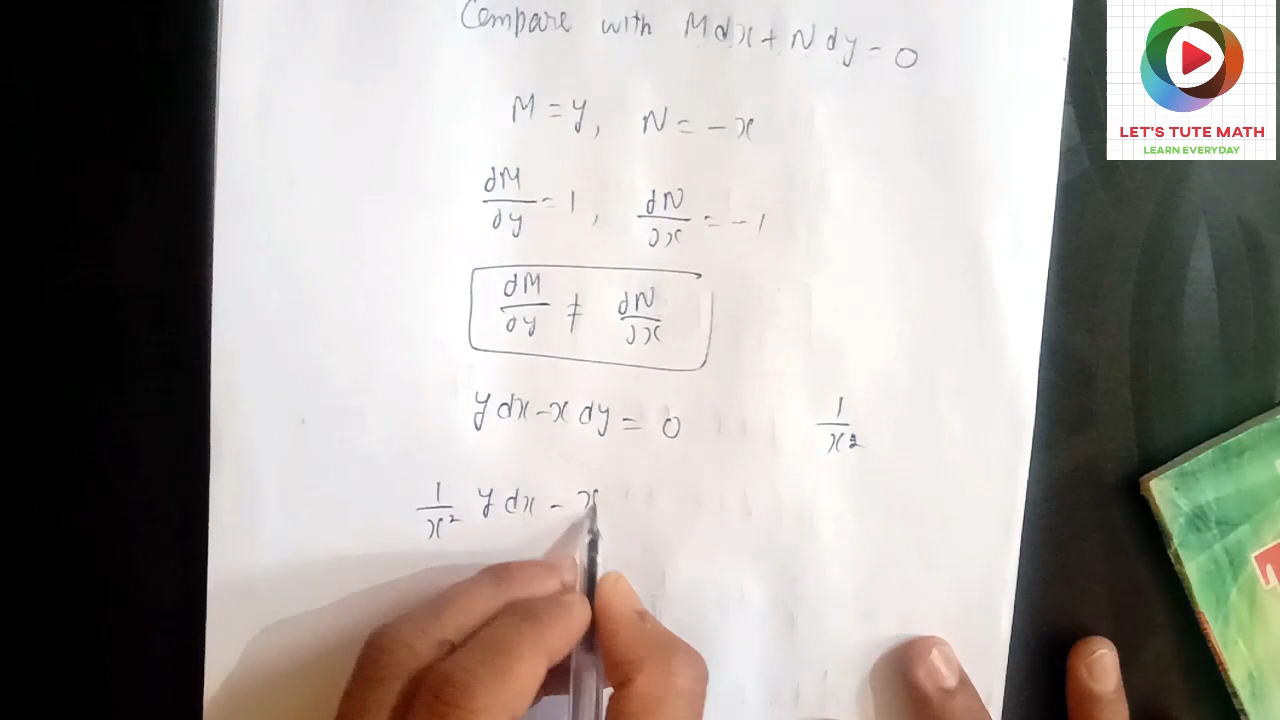 Compare with Mdx + Ndy = 0
M = y, N = -x
∂M/∂y = 1, ∂N/∂x = -1
∂M/∂y ≠ ∂N/∂x
y dx - x dy = 0
1/x²
1/x² y dx - x
LET'S TUTE MATH
LEARN EVERYDAY